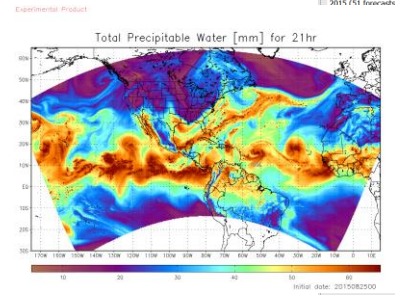 Experimental Product
2015 (51 forecasts
Total Precipitable Water [mm] for 21hr
60N
50N
40N
30N
20N
10N
EQ
10S
20S
30S
170W 160W 150W 140W 130W 120W 110W 100W 90W 80W 70W 60W 50W 40W 30W 20W 10W 0 10E
10 20 30 40 50 60
Initial date: 2015082500